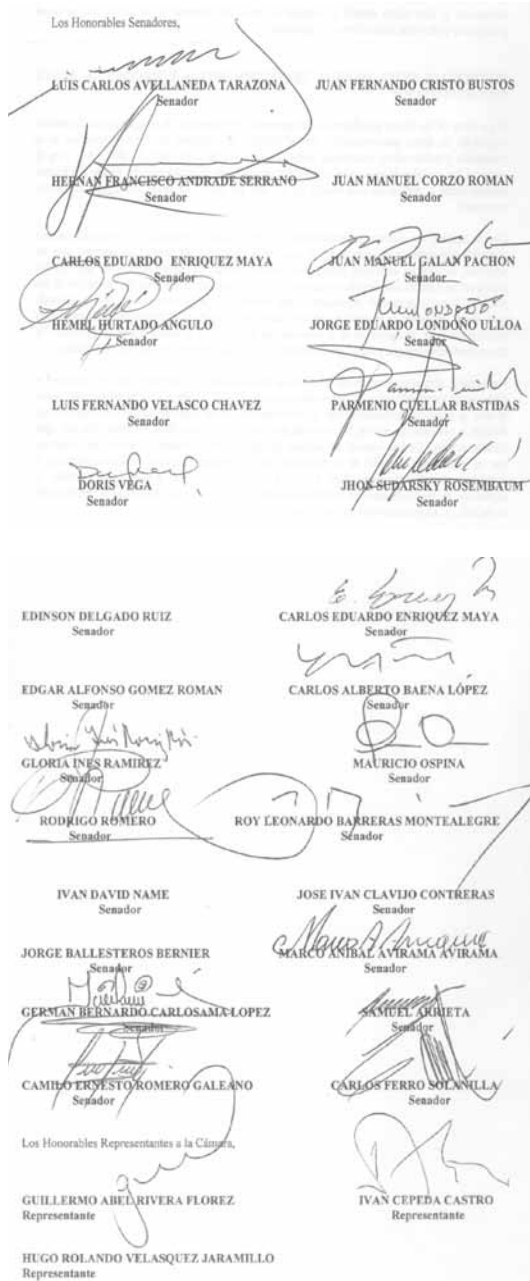 Los Honorables Senadores,
LUIS CARLOS AVELLANEDA TARAZONA JUAN FERNANDO CRISTO BUSTOS
Senador Senador
HERNAN FRANCISCO ANDRADE SERRANO JUAN MANUEL CORZO ROMAN
Senador Senador
CARLOS EDUARDO ENRIQUEZ MAYA JUAN MANUEL GALAN PACHON
Senador Senador
HEMEL HURTADO ANGULO JORGE EDUARDO LONDOÑO ULLOA
Senador Senador
LUIS FERNANDO VELASCO CHAVEZ PARMENIO CUELLAR BASTIDAS
Senador Senador
DORIS VEGA JHON SUDARSKY ROSEMBAUM
Senador Senador
EDINSON DELGADO RUIZ CARLOS EDUARDO ENRIQUEZ MAYA
Senador Senador
EDGAR ALFONSO GOMEZ ROMAN CARLOS ALBERTO BAENA LÓPEZ
Senador Senador
GLORIA INES RAMIREZ MAURICIO OSPINA
Senador Senador
RODRIGO ROMERO ROY LEONARDO BARRERAS MONTEALEGRE
Senador Senador
IVAN DAVID NAME JOSE IVAN CLAVIJO CONTRERAS
Senador Senador
JORGE BALLESTEROS BERNIER MARCO ANIBAL AVIRAMA AVIRAMA
Senador Senador
GERMAN BERNARDO CARLOSAMA LOPEZ SAMUEL ARRIETA
Senador Senador
CAMILO ERNESTO ROMERO GALEANO CARLOS FERRO SOLANILLA
Senador Senador
Los Honorables Representantes a la Cámara,
GUILLERMO ABEL RIVERA FLOREZ IVAN CEPEDA CASTRO
Representante Representante
HUGO ROLANDO VELASQUEZ JARAMILLO
Representante